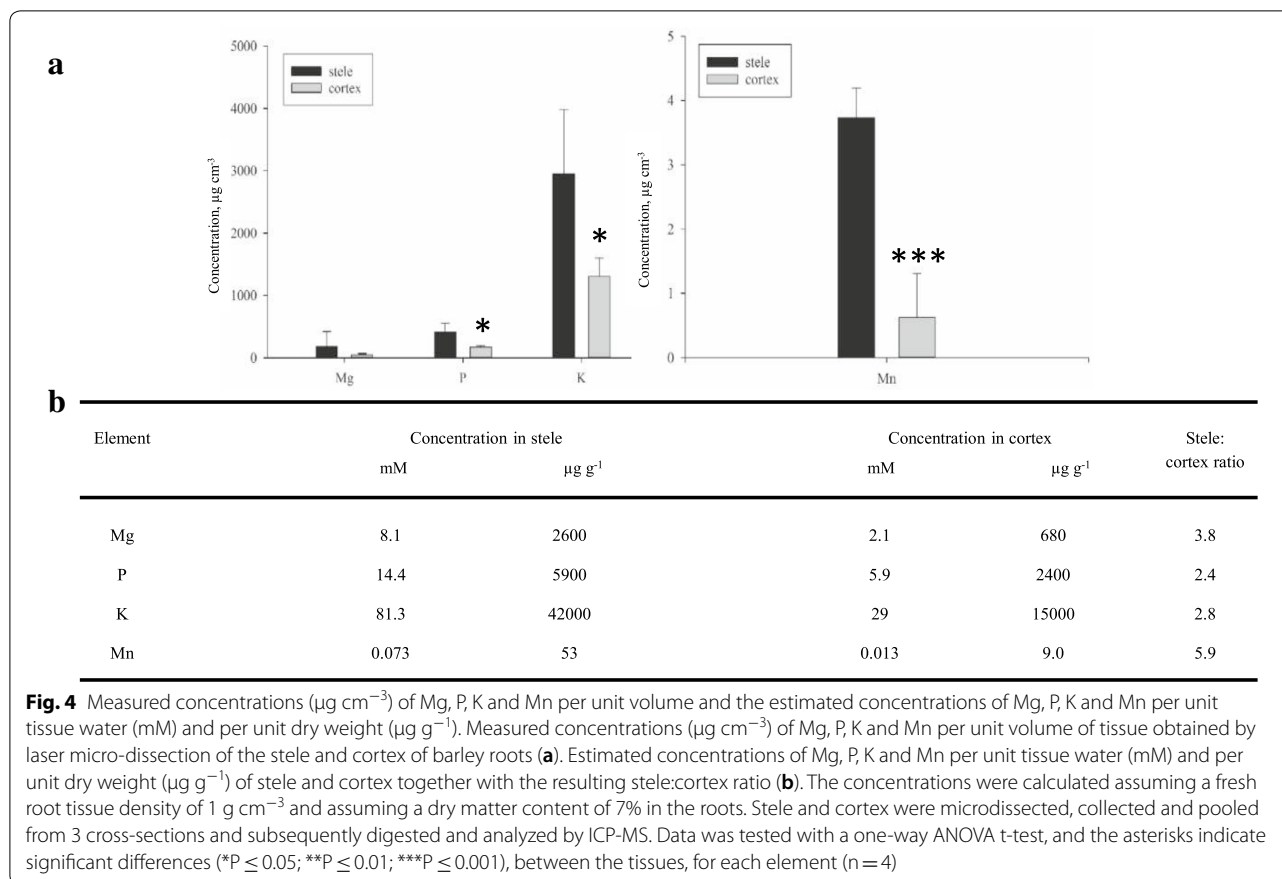 a
5000
4000
3000
2000
1000
0
Concentration, µg cm⁻³
stele
cortex
*
*
Mg P K
5
4
3
2
1
0
Concentration, µg cm⁻³
stele
cortex
***
Mn
b
Element Concentration in stele Concentration in cortex Stele:
mM µg g⁻¹ mM µg g⁻¹ cortex ratio
Mg 8.1 2600 2.1 680 3.8
P 14.4 5900 5.9 2400 2.4
K 81.3 42000 29 15000 2.8
Mn 0.073 53 0.013 9.0 5.9
Fig. 4 Measured concentrations (µg cm⁻³) of Mg, P, K and Mn per unit volume and the estimated concentrations of Mg, P, K and Mn per unit
tissue water (mM) and per unit dry weight (µg g⁻¹). Measured concentrations (µg cm⁻³) of Mg, P, K and Mn per unit volume of tissue obtained by
laser micro-dissection of the stele and cortex of barley roots (a). Estimated concentrations of Mg, P, K and Mn per unit tissue water (mM) and per
unit dry weight (µg g⁻¹) of stele and cortex together with the resulting stele:cortex ratio (b). The concentrations were calculated assuming a fresh
root tissue density of 1 g cm⁻³ and assuming a dry matter content of 7% in the roots. Stele and cortex were microdissected, collected and pooled
from 3 cross-sections and subsequently digested and analyzed by ICP-MS. Data was tested with a one-way ANOVA t-test, and the asterisks indicate
significant differences (*P ≤ 0.05; **P ≤ 0.01; ***P ≤ 0.001), between the tissues, for each element (n = 4)